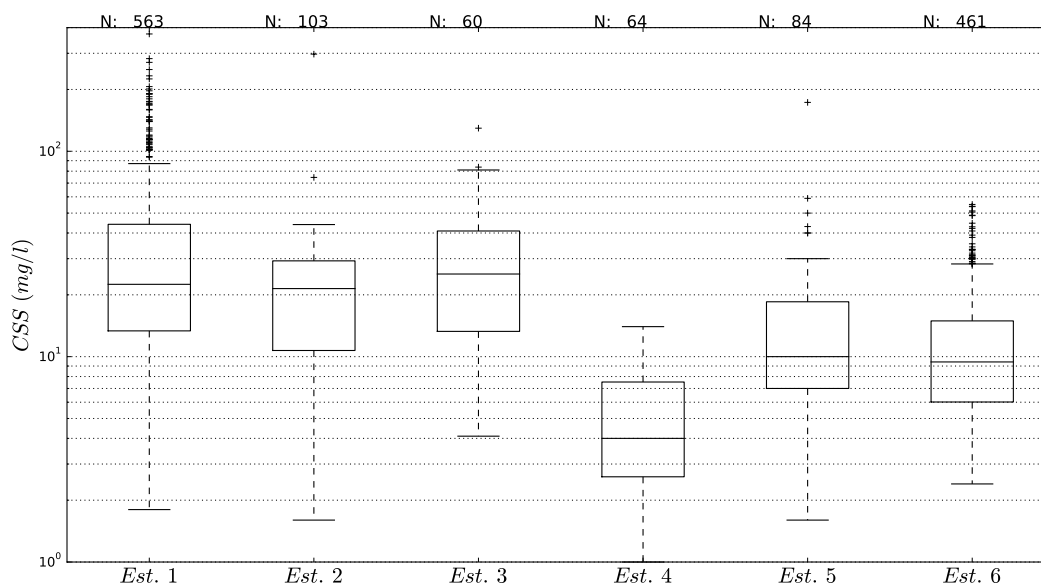 N: 563 N: 103 N: 60 N: 64 N: 84 N: 461
10²
CSS (mg/l)
10¹
10⁰
Est. 1 Est. 2 Est. 3 Est. 4 Est. 5 Est. 6